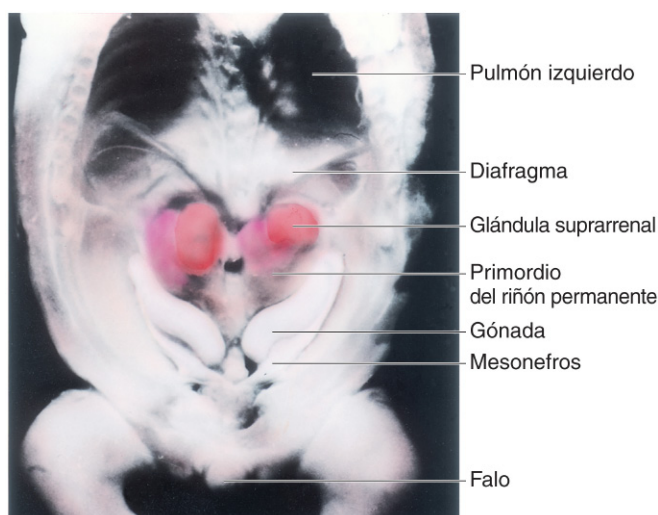 Pulmón izquierdo
Diafragma
Glándula suprarrenal
Primordio
del riñón permanente
Gónada
Mesonefros
Falo